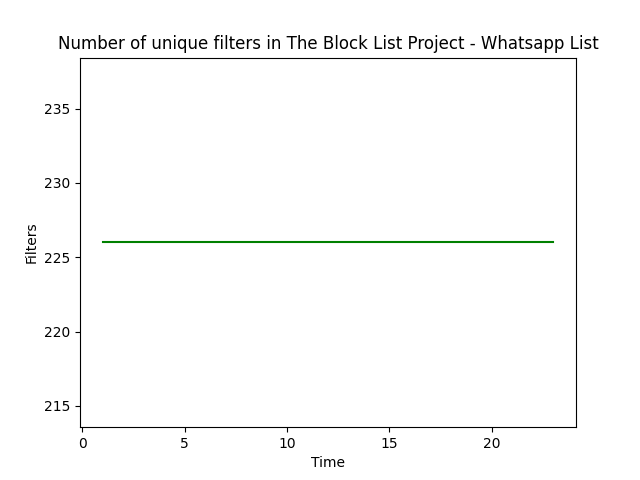 Number of unique filters in The Block List Project - Whatsapp List
235
230
225
220
215
Filters
0 5 10 15 20
Time